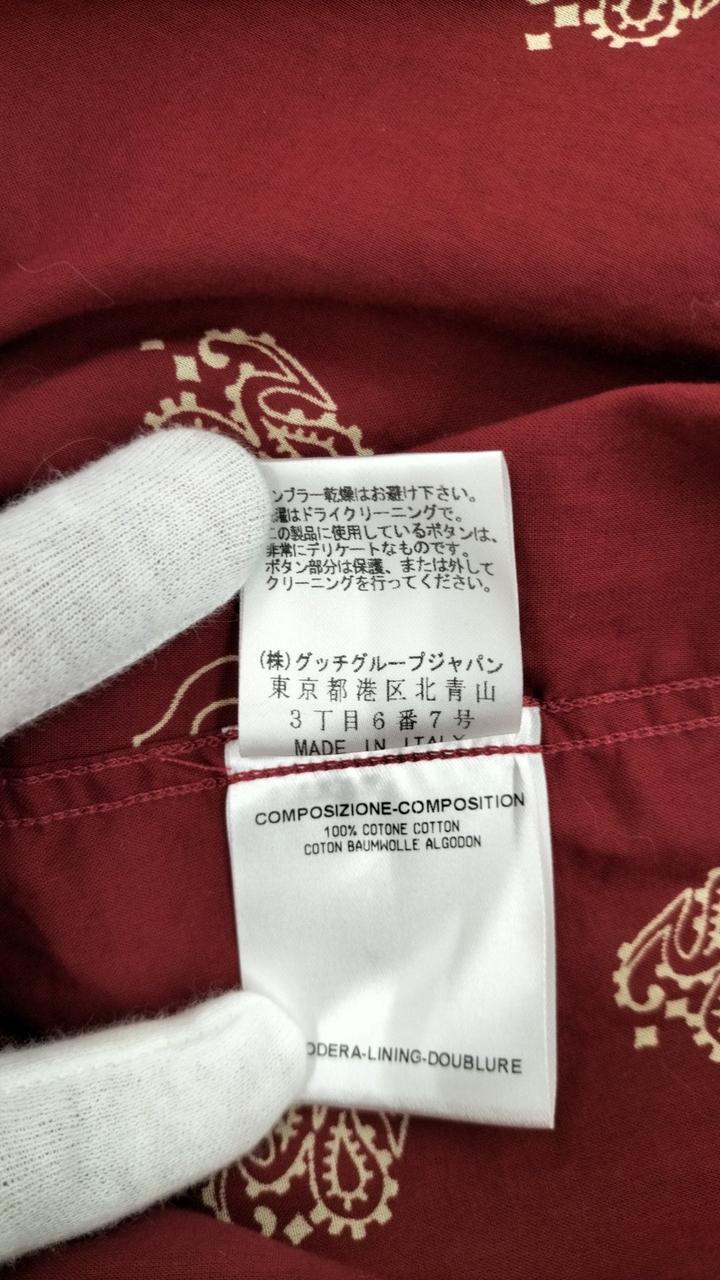 ンブラー乾燥はお避け下さい。
濯はドライクリーニングで。
この製品に使用しているボタンは、
非常にデリケートなものです。
ボタン部分は保護、または外して
クリーニングを行ってください。
(株)グッチグループジャパン
東京都港区北青山
3丁目6番7号
MADE IN ITALY
COMPOSIZIONE-COMPOSITION
100% COTONE COTTON
COTON BAUMWOLLE ALGODON
ODERA-LINING-DOUBLURE